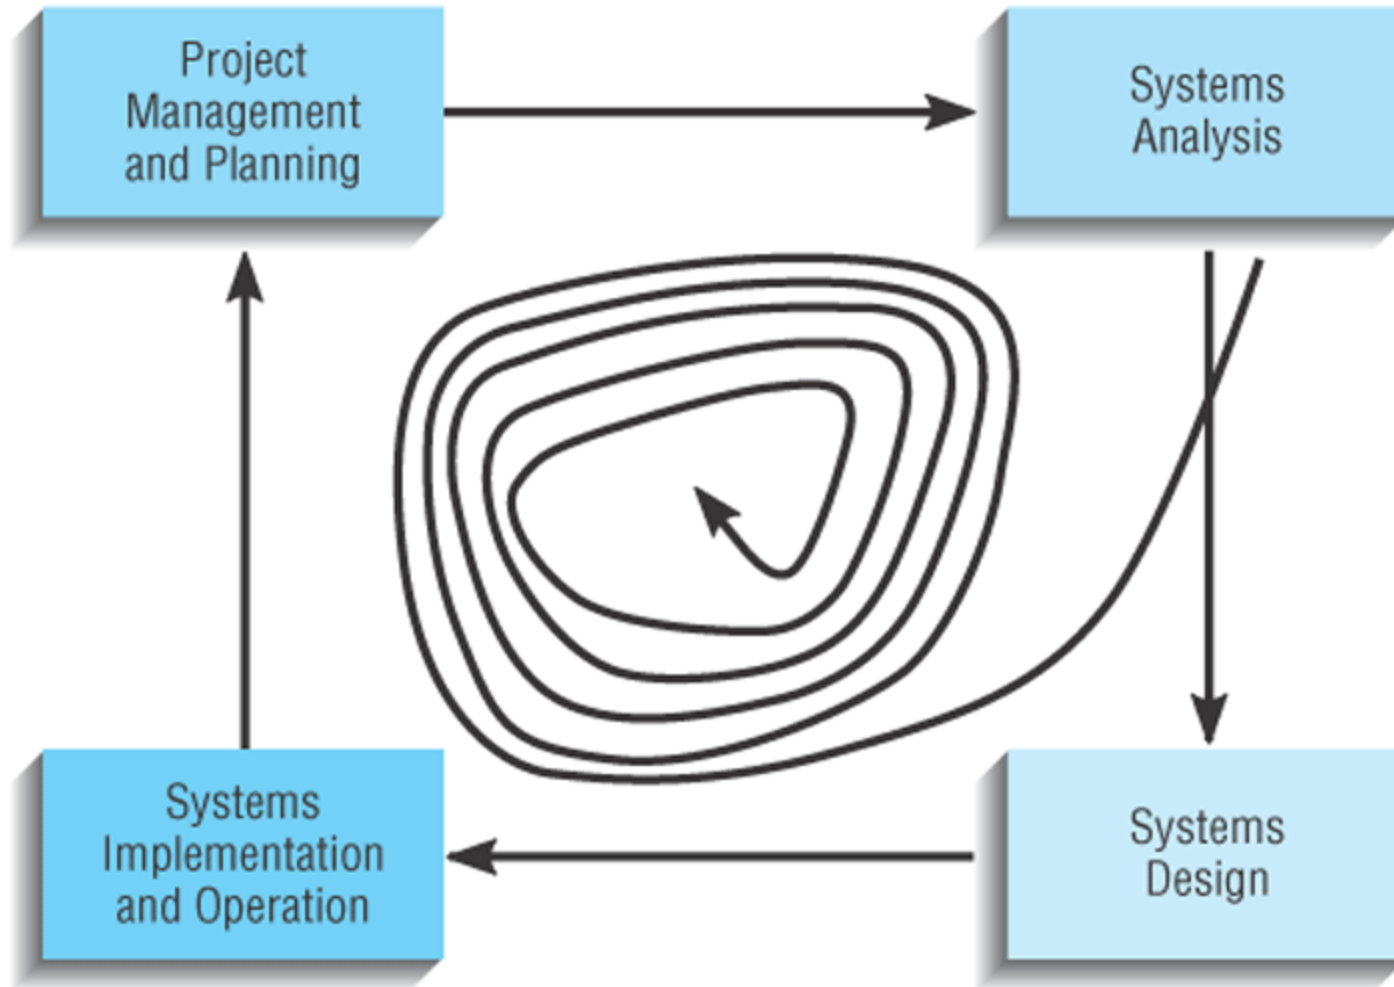 Project
Management
and Planning
Systems
Analysis
Systems
Implementation
and Operation
Systems
Design